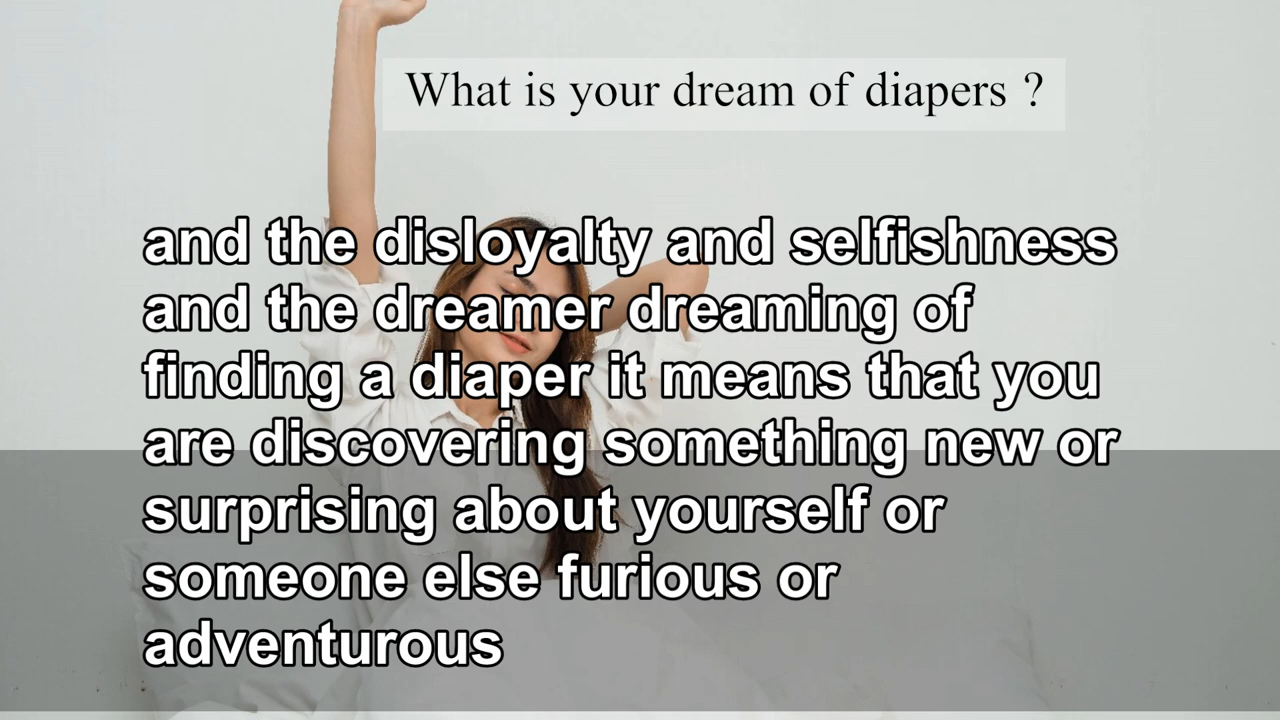 What is your dream of diapers ?
and the disloyalty and selfishness
and the dreamer dreaming of
finding a diaper it means that you
are discovering something new or
surprising about yourself or
someone else furious or
adventurous